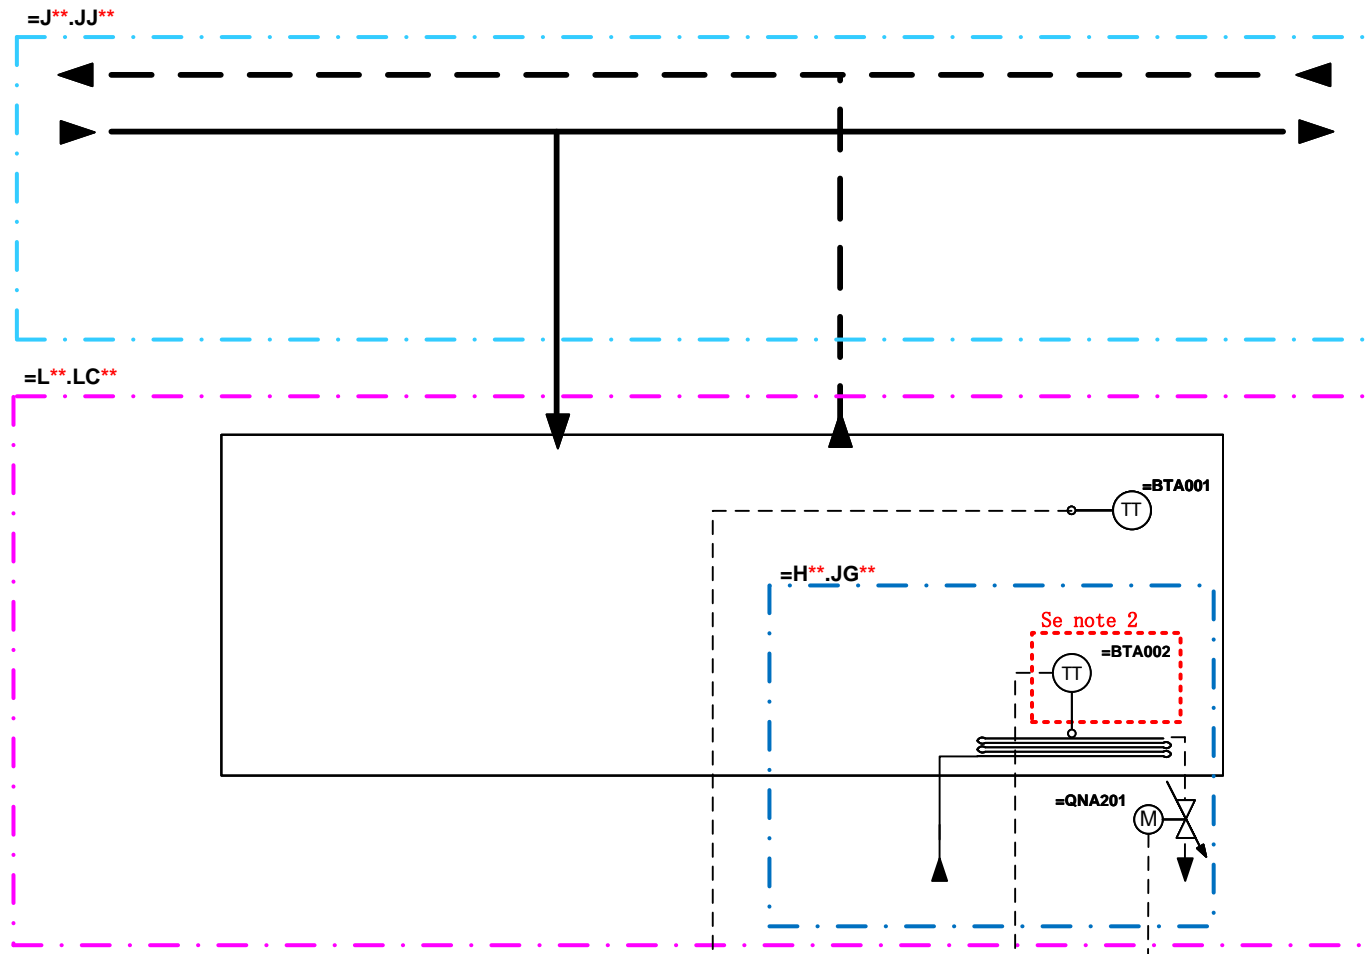 =J**.JJ**
=L**.LC**
=BTA001
TT
=H**.JG**
Se note 2
=BTA002
TT
=QNA201
M